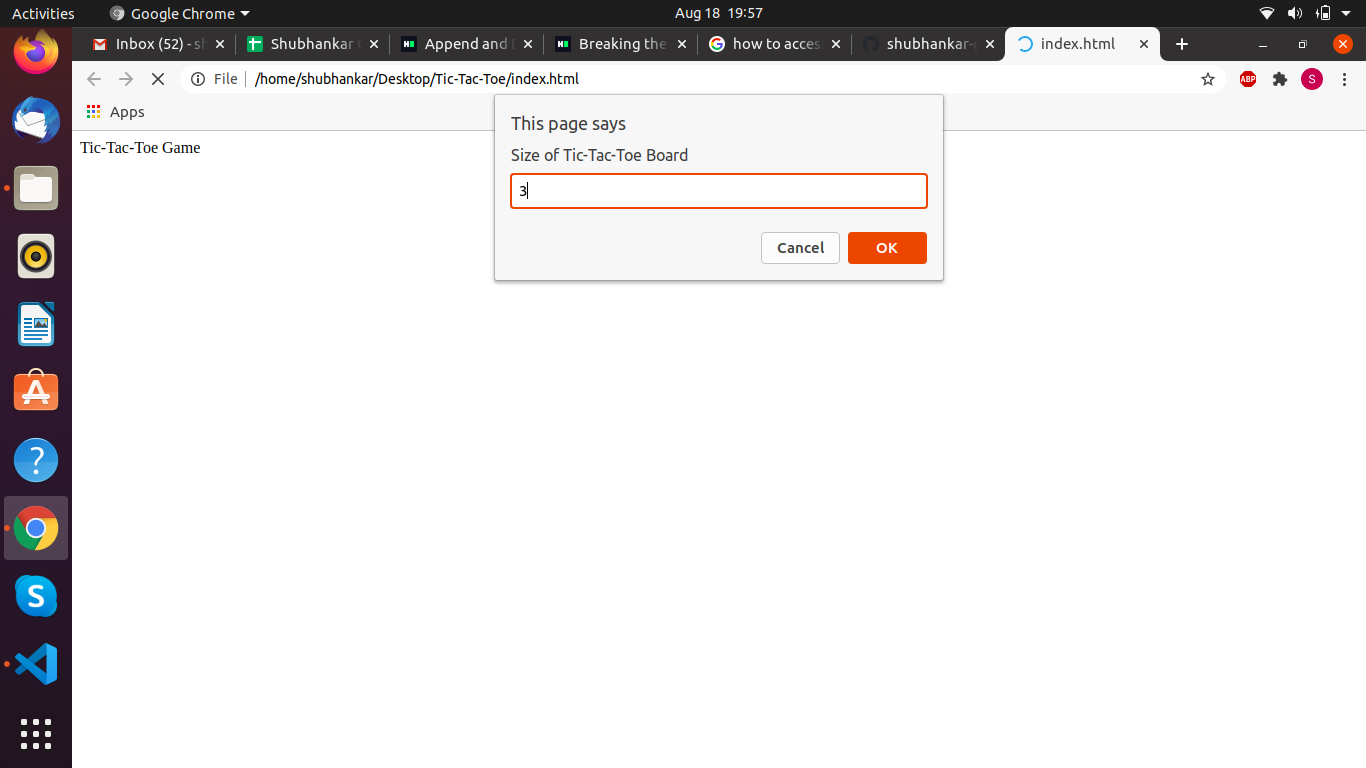 Activities
Google Chrome
Aug 18 19:57
Inbox (52) - s
Shubhankar
Append and
Breaking the
how to acces
shubhankar-
index.html
File
/home/shubhankar/Desktop/Tic-Tac-Toe/index.html
ABP
S
Apps
This page says
Tic-Tac-Toe Game
Size of Tic-Tac-Toe Board
3
Cancel
OK